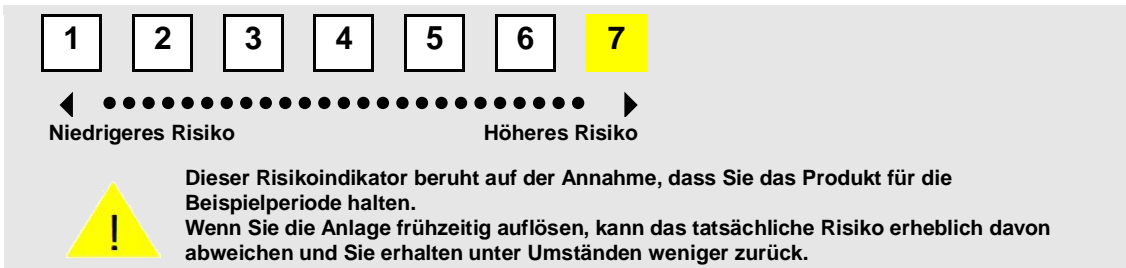 1 2 3 4 5 6 7
Niedrigeres Risiko Höheres Risiko
Dieser Risikoindikator beruht auf der Annahme, dass Sie das Produkt für die
Beispielperiode halten.
Wenn Sie die Anlage frühzeitig auflösen, kann das tatsächliche Risiko erheblich davon
abweichen und Sie erhalten unter Umständen weniger zurück.
!